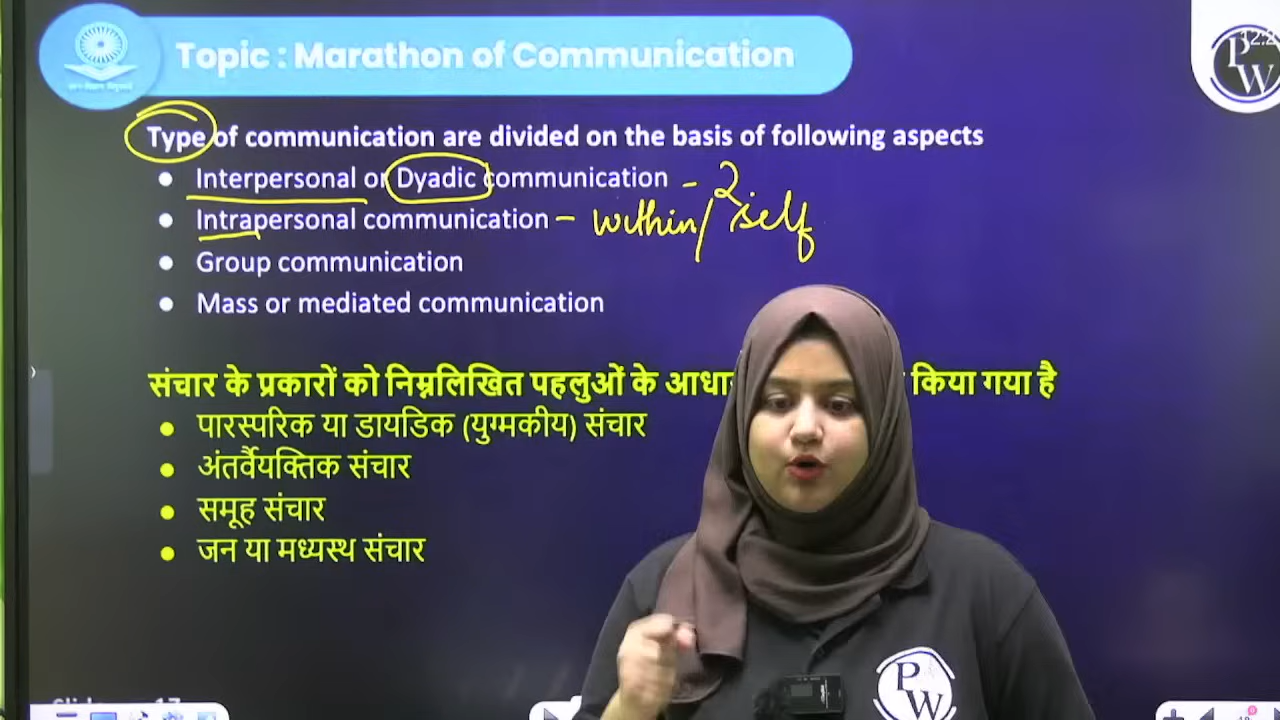 Topic : Marathon of Communication
Type of communication are divided on the basis of following aspects
Interpersonal or Dyadic communication - 2
Intrapersonal communication - within/self
Group communication
Mass or mediated communication
संचार के प्रकारों को निम्नलिखित पहलुओं के किया गया है
पारस्परिक या डायडिक (युग्मकीय) संचार
अंतर्वैयक्तिक संचार
समूह संचार
जन या मध्यस्थ संचार
PW
PW